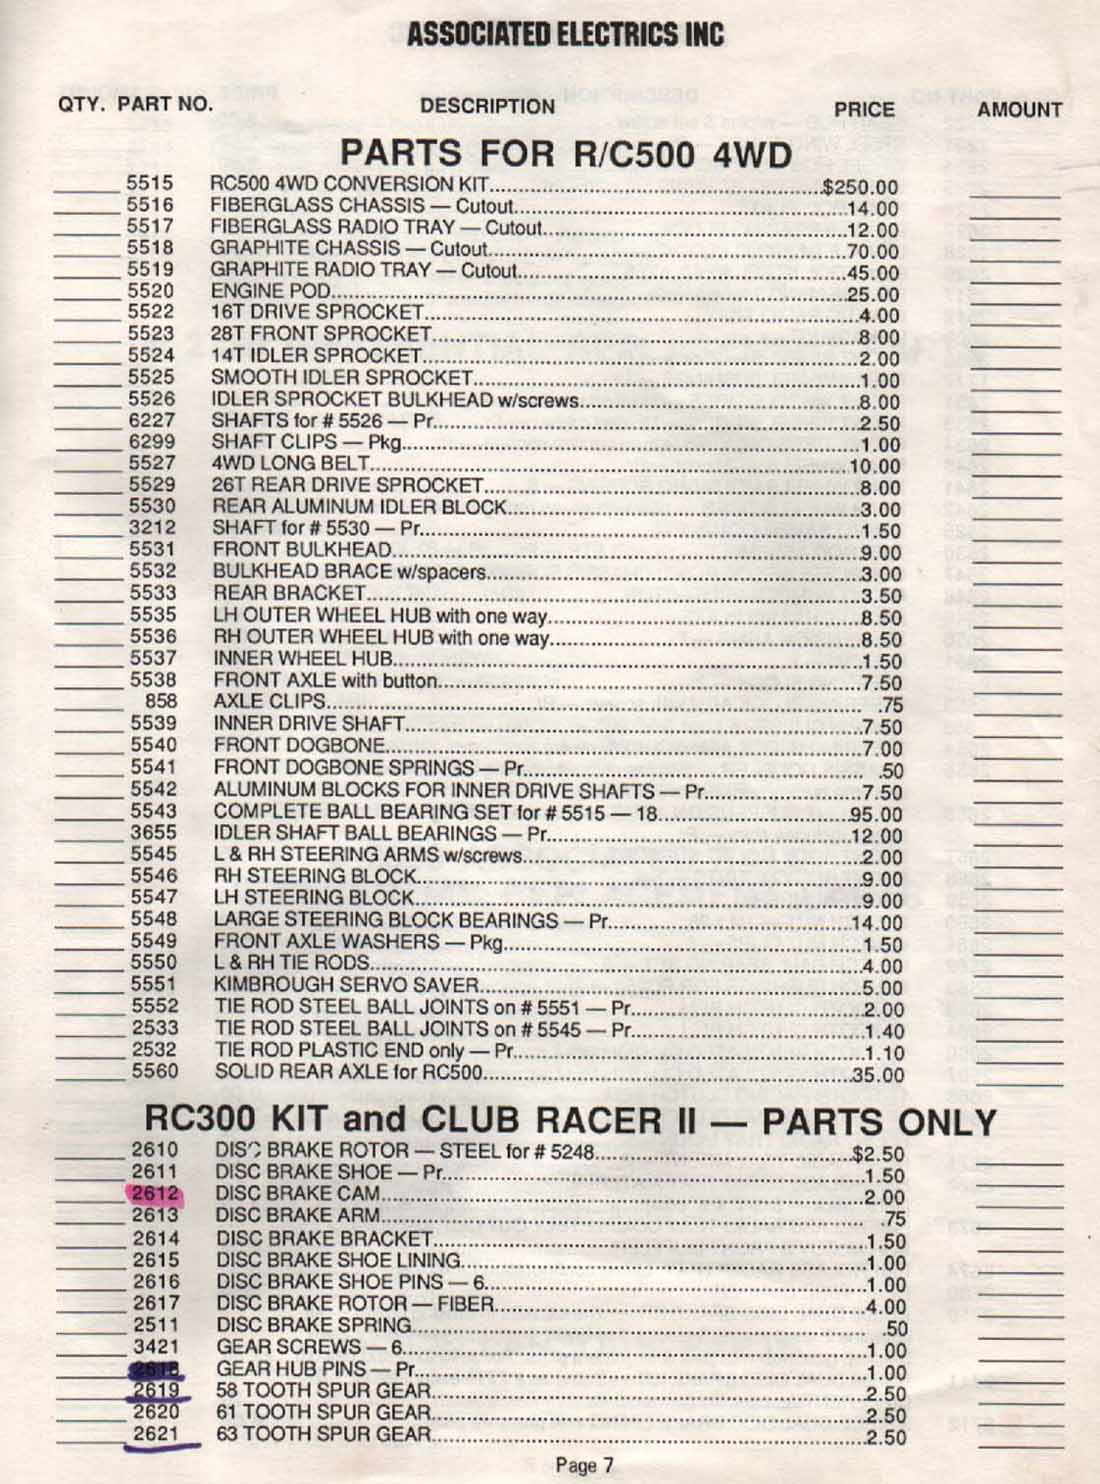 ASSOCIATED ELECTRICS INC
QTY. PART NO. DESCRIPTION PRICE AMOUNT
PARTS FOR R/C500 4WD
5515 RC500 4WD CONVERSION KIT $250.00
5516 FIBERGLASS CHASSIS — Cutout 14.00
5517 FIBERGLASS RADIO TRAY — Cutout 12.00
5518 GRAPHITE CHASSIS — Cutout 70.00
5519 GRAPHITE RADIO TRAY — Cutout 45.00
5520 ENGINE POD 25.00
5522 16T DRIVE SPROCKET 4.00
5523 28T FRONT SPROCKET 8.00
5524 14T IDLER SPROCKET 2.00
5525 SMOOTH IDLER SPROCKET 1.00
5526 IDLER SPROCKET BULKHEAD w/screws 8.00
6227 SHAFTS for # 5526 — Pr. 2.50
6299 SHAFT CLIPS — Pkg. 1.00
5527 4WD LONG BELT 10.00
5529 26T REAR DRIVE SPROCKET 8.00
5530 REAR ALUMINUM IDLER BLOCK 3.00
3212 SHAFT for # 5530 — Pr. 1.50
5531 FRONT BULKHEAD 9.00
5532 BULKHEAD BRACE w/spacers 3.00
5533 REAR BRACKET 3.50
5535 LH OUTER WHEEL HUB with one way 8.50
5536 RH OUTER WHEEL HUB with one way 8.50
5537 INNER WHEEL HUB 1.50
5538 FRONT AXLE with button 7.50
858 AXLE CLIPS .75
5539 INNER DRIVE SHAFT 7.50
5540 FRONT DOGBONE 7.00
5541 FRONT DOGBONE SPRINGS — Pr. .50
5542 ALUMINUM BLOCKS FOR INNER DRIVE SHAFTS — Pr. 7.50
5543 COMPLETE BALL BEARING SET for # 5515 — 18 95.00
3655 IDLER SHAFT BALL BEARINGS — Pr. 12.00
5545 L & RH STEERING ARMS w/screws 2.00
5546 RH STEERING BLOCK 9.00
5547 LH STEERING BLOCK 9.00
5548 LARGE STEERING BLOCK BEARINGS — Pr. 14.00
5549 FRONT AXLE WASHERS — Pkg. 1.50
5550 L & RH TIE RODS 4.00
5551 KIMBROUGH SERVO SAVER 5.00
5552 TIE ROD STEEL BALL JOINTS on # 5551 — Pr. 2.00
2533 TIE ROD STEEL BALL JOINTS on # 5545 — Pr. 1.40
2532 TIE ROD PLASTIC END only — Pr. 1.10
5560 SOLID REAR AXLE for RC500 35.00
RC300 KIT and CLUB RACER II — PARTS ONLY
2610 DISC BRAKE ROTOR — STEEL for # 5248 $2.50
2611 DISC BRAKE SHOE — Pr. 1.50
2612 DISC BRAKE CAM 2.00
2613 DISC BRAKE ARM .75
2614 DISC BRAKE BRACKET 1.50
2615 DISC BRAKE SHOE LINING 1.00
2616 DISC BRAKE SHOE PINS — 6 1.00
2617 DISC BRAKE ROTOR — FIBER 4.00
2511 DISC BRAKE SPRING .50
3421 GEAR SCREWS — 6 1.00
2618 GEAR HUB PINS — Pr. 1.00
2619 58 TOOTH SPUR GEAR 2.50
2620 61 TOOTH SPUR GEAR 2.50
2621 63 TOOTH SPUR GEAR 2.50
Page 7